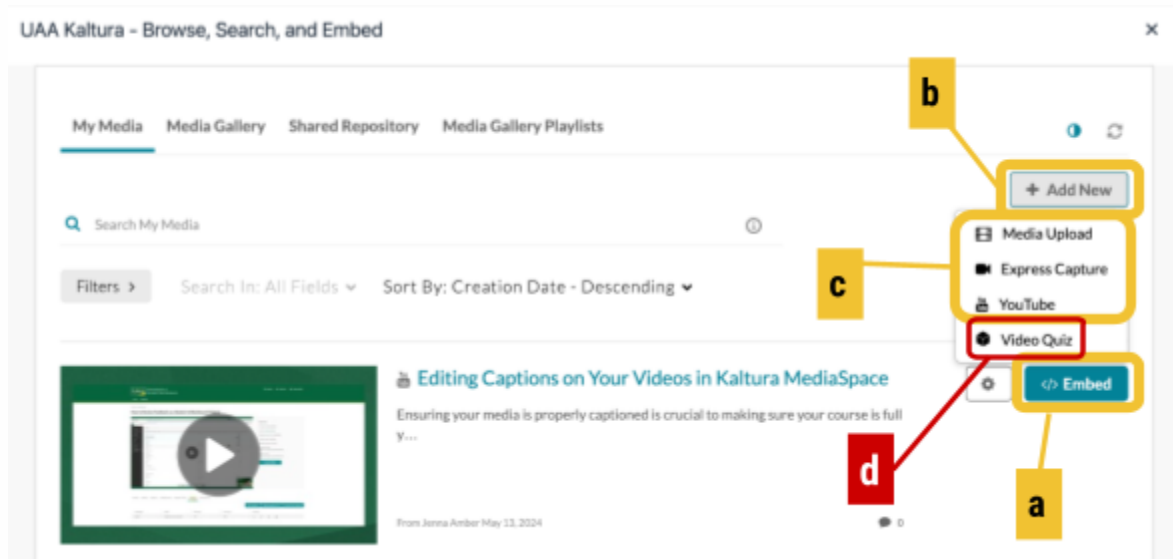 UAA Kaltura - Browse, Search, and Embed
b
My Media Media Gallery Shared Repository Media Gallery Playlists
+ Add New
Search My Media
Media Upload
Express Capture
YouTube
Video Quiz
c
Filters > Search In: All Fields Sort By: Creation Date - Descending
Editing Captions on Your Videos in Kaltura MediaSpace
</> Embed
Ensuring your media is properly captioned is crucial to making sure your course is full
y...
d
a
From Jenna Amber May 13, 2024
0